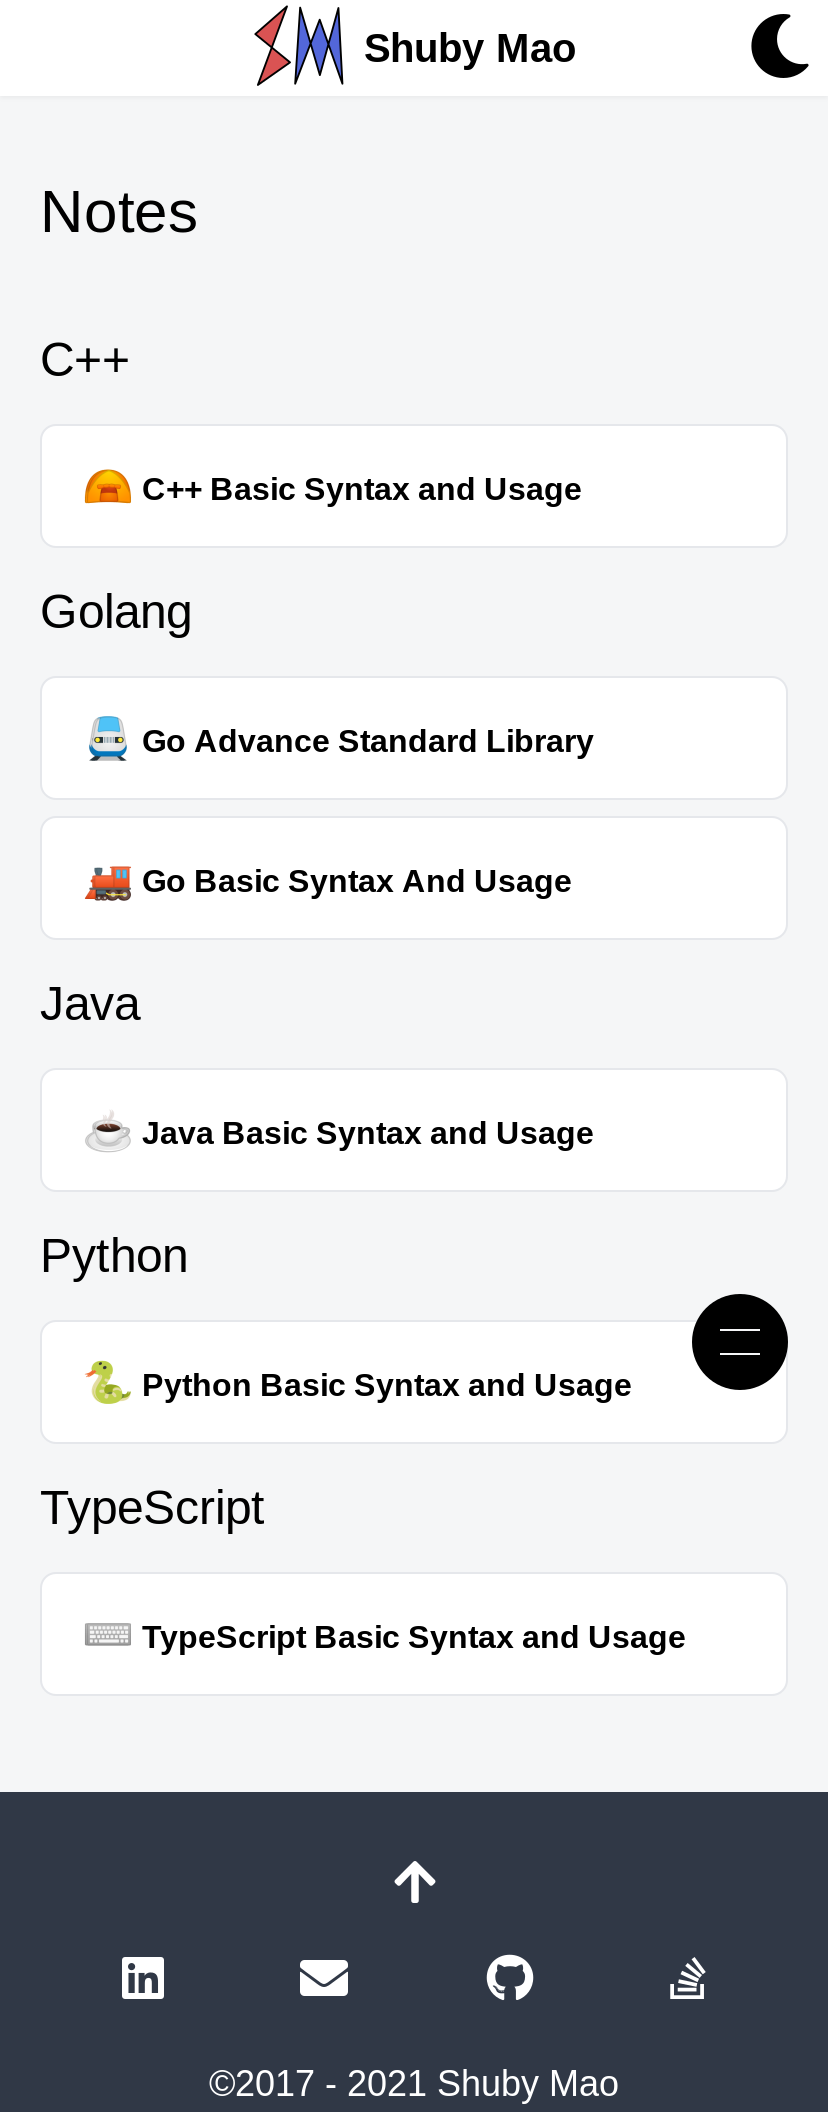 Shuby Mao
Notes
C++
C++ Basic Syntax and Usage
Golang
Go Advance Standard Library
Go Basic Syntax And Usage
Java
Java Basic Syntax and Usage
Python
Python Basic Syntax and Usage
TypeScript
TypeScript Basic Syntax and Usage
in
©2017 - 2021 Shuby Mao